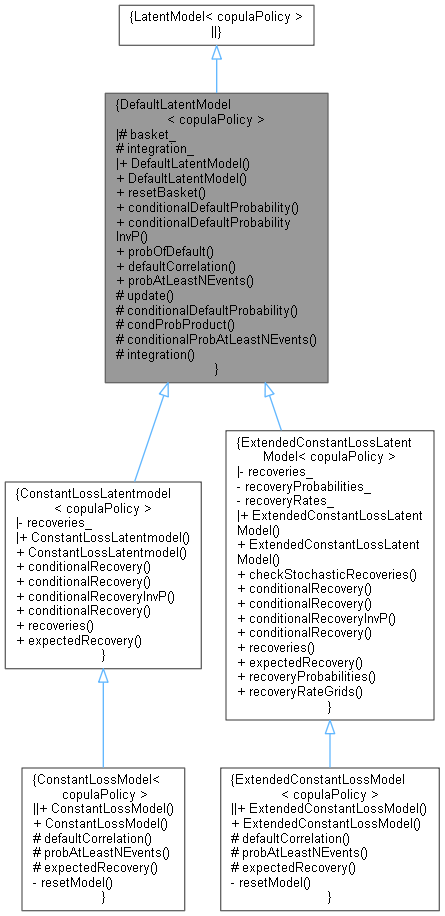 {LatentModel< copulaPolicy >
||}
{DefaultLatentModel
< copulaPolicy >
|# basket_
# integration_
|+ DefaultLatentModel()
+ DefaultLatentModel()
+ resetBasket()
+ conditionalDefaultProbability()
+ conditionalDefaultProbability
InvP()
+ probOfDefault()
+ defaultCorrelation()
+ probAtLeastNEvents()
# update()
# conditionalDefaultProbability()
# condProbProduct()
# conditionalProbAtLeastNEvents()
# integration()
}
{ConstantLossLatentmodel
< copulaPolicy >
|- recoveries_
|+ ConstantLossLatentmodel()
+ ConstantLossLatentmodel()
+ conditionalRecovery()
+ conditionalRecovery()
+ conditionalRecoveryInvP()
+ conditionalRecovery()
+ recoveries()
+ expectedRecovery()
}
{ExtendedConstantLossLatent
Model< copulaPolicy >
|- recoveries_
- recoveryProbabilities_
- recoveryRates_
|+ ExtendedConstantLossLatent
Model()
+ ExtendedConstantLossLatent
Model()
+ checkStochasticRecoveries()
+ conditionalRecovery()
+ conditionalRecovery()
+ conditionalRecoveryInvP()
+ conditionalRecovery()
+ recoveries()
+ expectedRecovery()
+ recoveryProbabilities()
+ recoveryRateGrids()
}
{ConstantLossModel<
copulaPolicy >
||+ ConstantLossModel()
+ ConstantLossModel()
# defaultCorrelation()
# probAtLeastNEvents()
# expectedRecovery()
- resetModel()
}
{ExtendedConstantLossModel
< copulaPolicy >
||+ ExtendedConstantLossModel()
+ ExtendedConstantLossModel()
# defaultCorrelation()
# probAtLeastNEvents()
# expectedRecovery()
- resetModel()
}